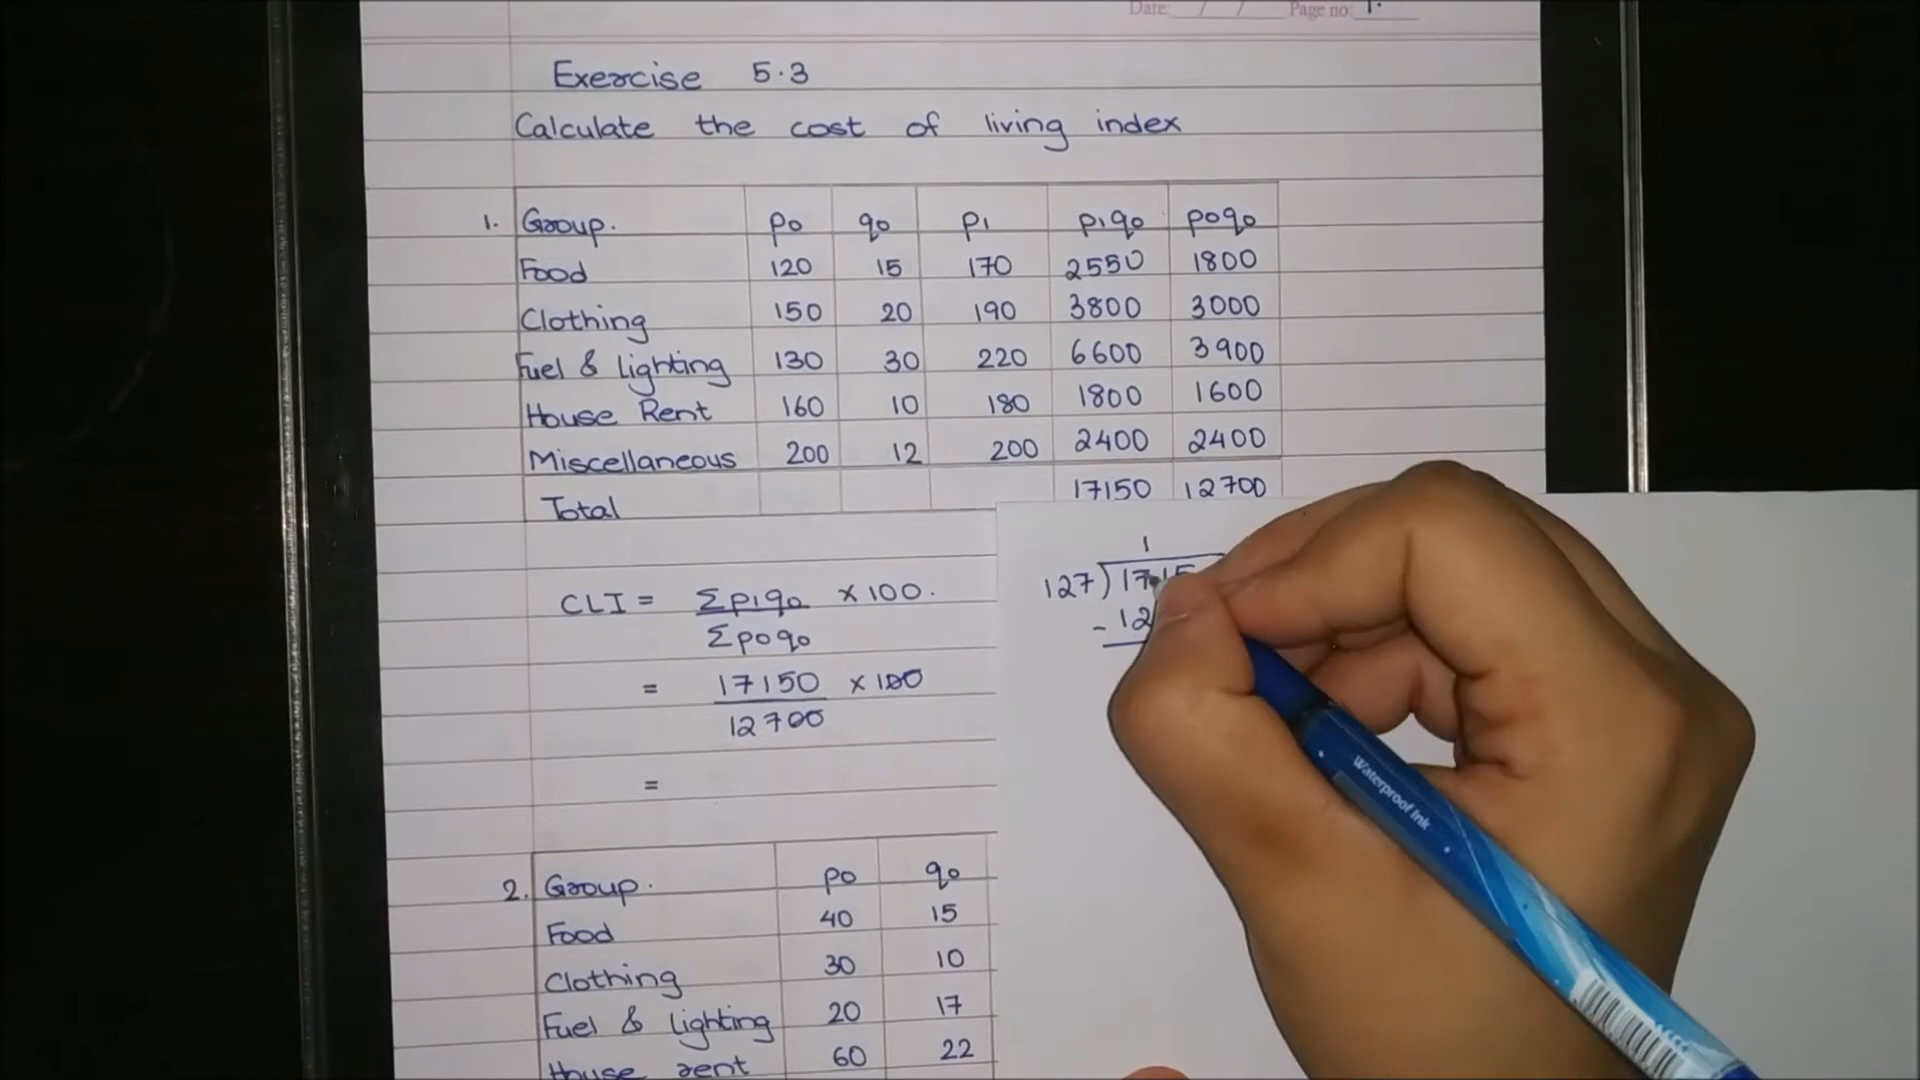 Date: / / Page no: 1.
Exercise 5.3
Calculate the cost of living index
1. Group. p0 q0 p1 p1q0 p0q0
Food 120 15 170 2550 1800
Clothing 150 20 190 3800 3000
Fuel & lighting 130 30 220 6600 3900
House Rent 160 10 180 1800 1600
Miscellaneous 200 12 200 2400 2400
Total 17150 12700
CLI = Σp1q0 × 100.
Σp0q0
= 17150 × 100
12700
=
1
127 ) 1715
- 12
2. Group. p0 q0
Food 40 15
Clothing 30 10
Fuel & lighting 20 17
House rent 60 22
Waterproof Ink